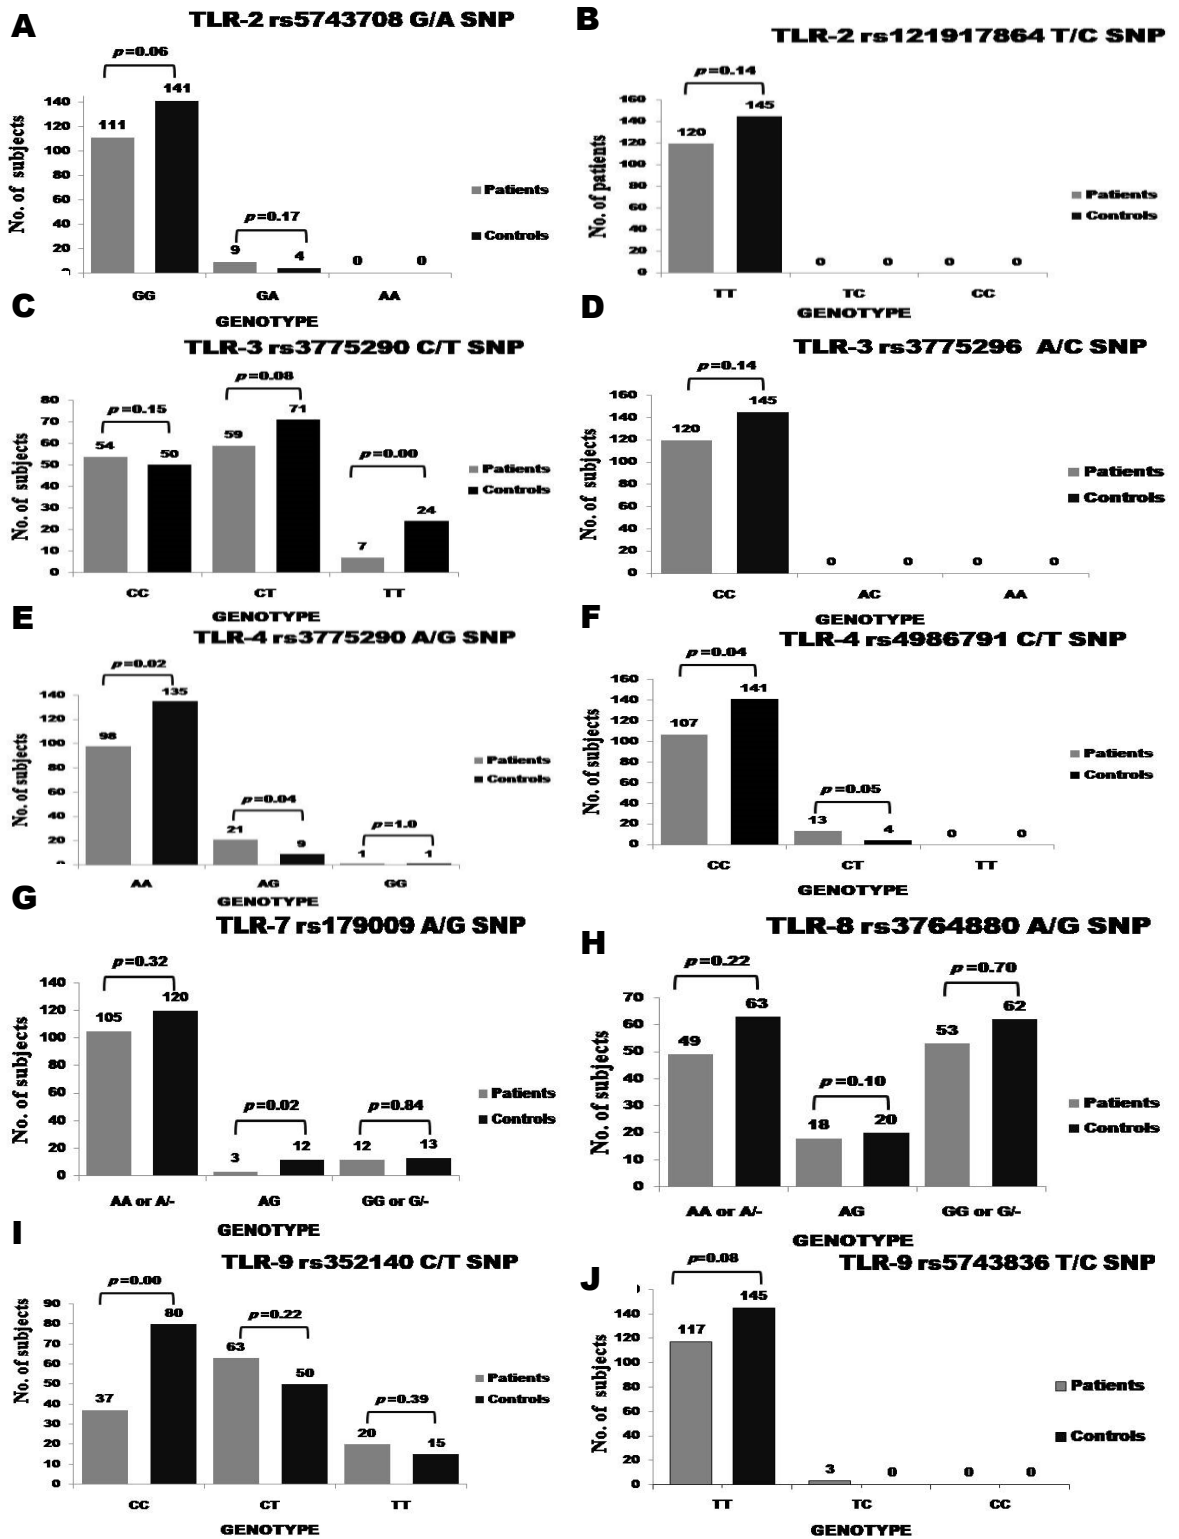 A
TLR-2 rs5743708 G/A SNP
p=0.06
141
111
p=0.17
9
4
0
0
140
120
100
80
60
40
20
No. of subjects
Patients
Controls
GG
GA
AA
GENOTYPE
B
TLR-2 rs121917864 T/C SNP
p=0.14
145
120
0
0
0
0
160
140
120
100
80
60
40
20
0
No. of patients
Patients
Controls
TT
TC
CC
GENOTYPE
C
TLR-3 rs3775290 C/T SNP
p=0.15
p=0.08
p=0.00
54
50
59
71
7
24
80
70
60
50
40
30
20
10
0
No. of subjects
Patients
Controls
CC
CT
TT
GENOTYPE
D
TLR-3 rs3775296 A/C SNP
p=0.14
120
145
0
0
0
0
160
140
120
100
80
60
40
20
0
No. of subjects
Patients
Controls
CC
AC
AA
GENOTYPE
E
TLR-4 rs3775290 A/G SNP
p=0.02
98
135
p=0.04
21
9
p=1.0
1
1
140
120
100
80
60
40
20
0
No. of subjects
Patients
Controls
AA
AG
GG
GENOTYPE
F
TLR-4 rs4986791 C/T SNP
p=0.04
107
141
p=0.05
13
4
0
0
160
140
120
100
80
60
40
20
0
No. of subjects
Patients
Controls
CC
CT
TT
GENOTYPE
G
TLR-7 rs179009 A/G SNP
p=0.32
105
120
p=0.02
3
12
p=0.84
12
13
140
120
100
80
60
40
20
0
No. of subjects
Patients
Controls
AA or A/-
AG
GG or G/-
GENOTYPE
H
TLR-8 rs3764880 A/G SNP
p=0.22
49
63
p=0.10
18
20
p=0.70
53
62
70
60
50
40
30
20
10
0
No. of subjects
Patients
Controls
AA or A/-
AG
GG or G/-
GENOTYPE
I
TLR-9 rs352140 C/T SNP
p=0.00
37
80
p=0.22
63
50
p=0.39
20
15
90
80
70
60
50
40
30
20
10
0
No. of subjects
Patients
Controls
CC
CT
TT
GENOTYPE
J
TLR-9 rs5743836 T/C SNP
p=0.08
117
145
3
0
0
0
140
120
100
80
60
40
20
0
No. of subjects
Patients
Controls
TT
TC
CC
GENOTYPE